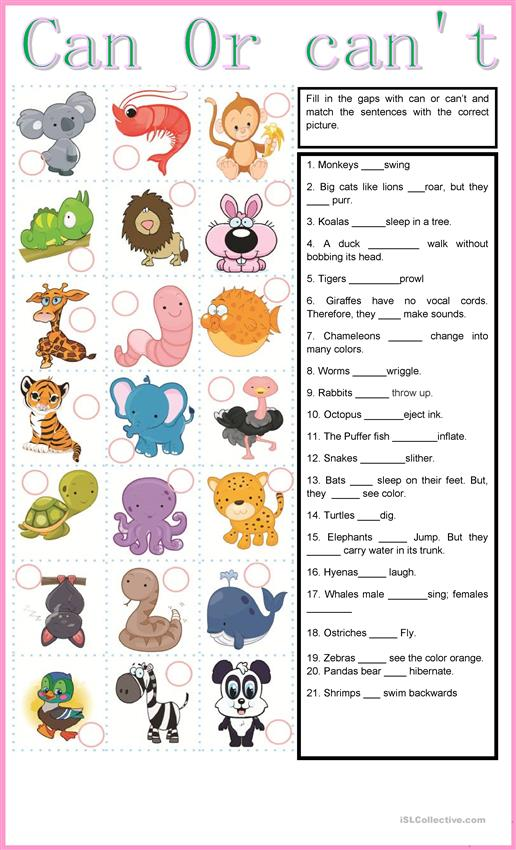 Can Or can't
Fill in the gaps with can or can't and
match the sentences with the correct
picture.
1. Monkeys ____swing
2. Big cats like lions ___roar, but they
____ purr.
3. Koalas _____sleep in a tree.
4. A duck _________ walk without
bobbing its head.
5. Tigers _________prowl
6. Giraffes have no vocal cords.
Therefore, they ____ make sounds.
7. Chameleons ______ change into
many colors.
8. Worms ______wriggle.
9. Rabbits ______ throw up.
10. Octopus _______eject ink.
11. The Puffer fish ________inflate.
12. Snakes ________slither.
13. Bats ____ sleep on their feet. But,
they _____ see color.
14. Turtles ____dig.
15. Elephants _____ Jump. But they
______ carry water in its trunk.
16. Hyenas_____ laugh.
17. Whales male _______sing; females
________
18. Ostriches _____ Fly.
19. Zebras _____ see the color orange.
20. Pandas bear ____ hibernate.
21. Shrimps ___ swim backwards
iSLCollective.com